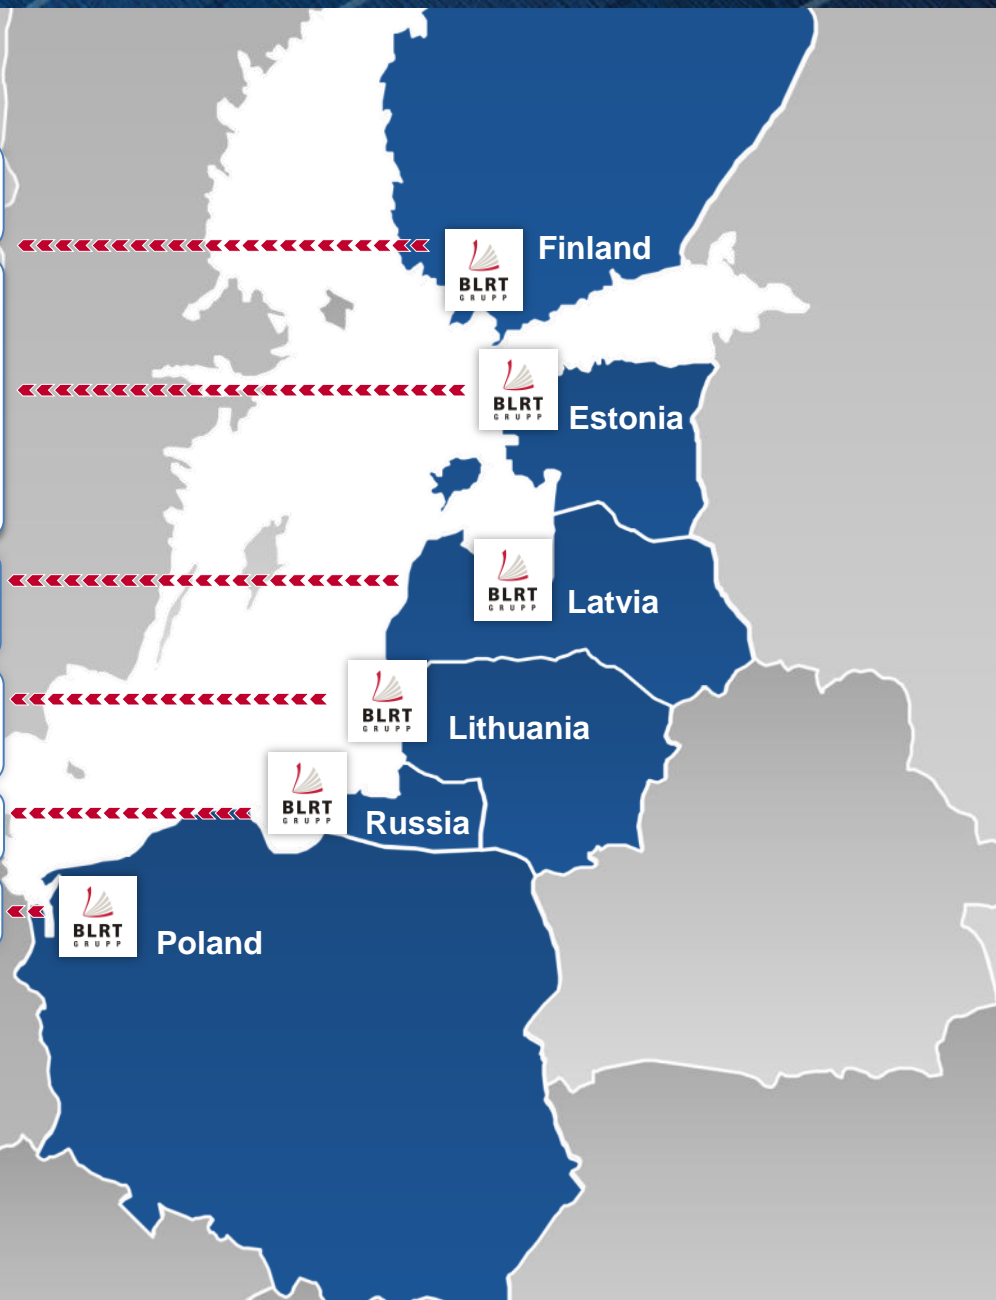 BLRT
GRUPP
Finland
BLRT
GRUPP
Estonia
BLRT
GRUPP
Latvia
BLRT
GRUPP
Lithuania
BLRT
GRUPP
Russia
BLRT
GRUPP
Poland